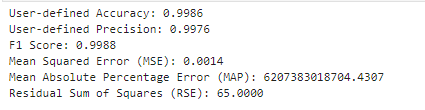 User-defined Accuracy: 0.9986
User-defined Precision: 0.9976
F1 Score: 0.9988
Mean Squared Error (MSE): 0.0014
Mean Absolute Percentage Error (MAP): 6207383018704.4307
Residual Sum of Squares (RSE): 65.0000